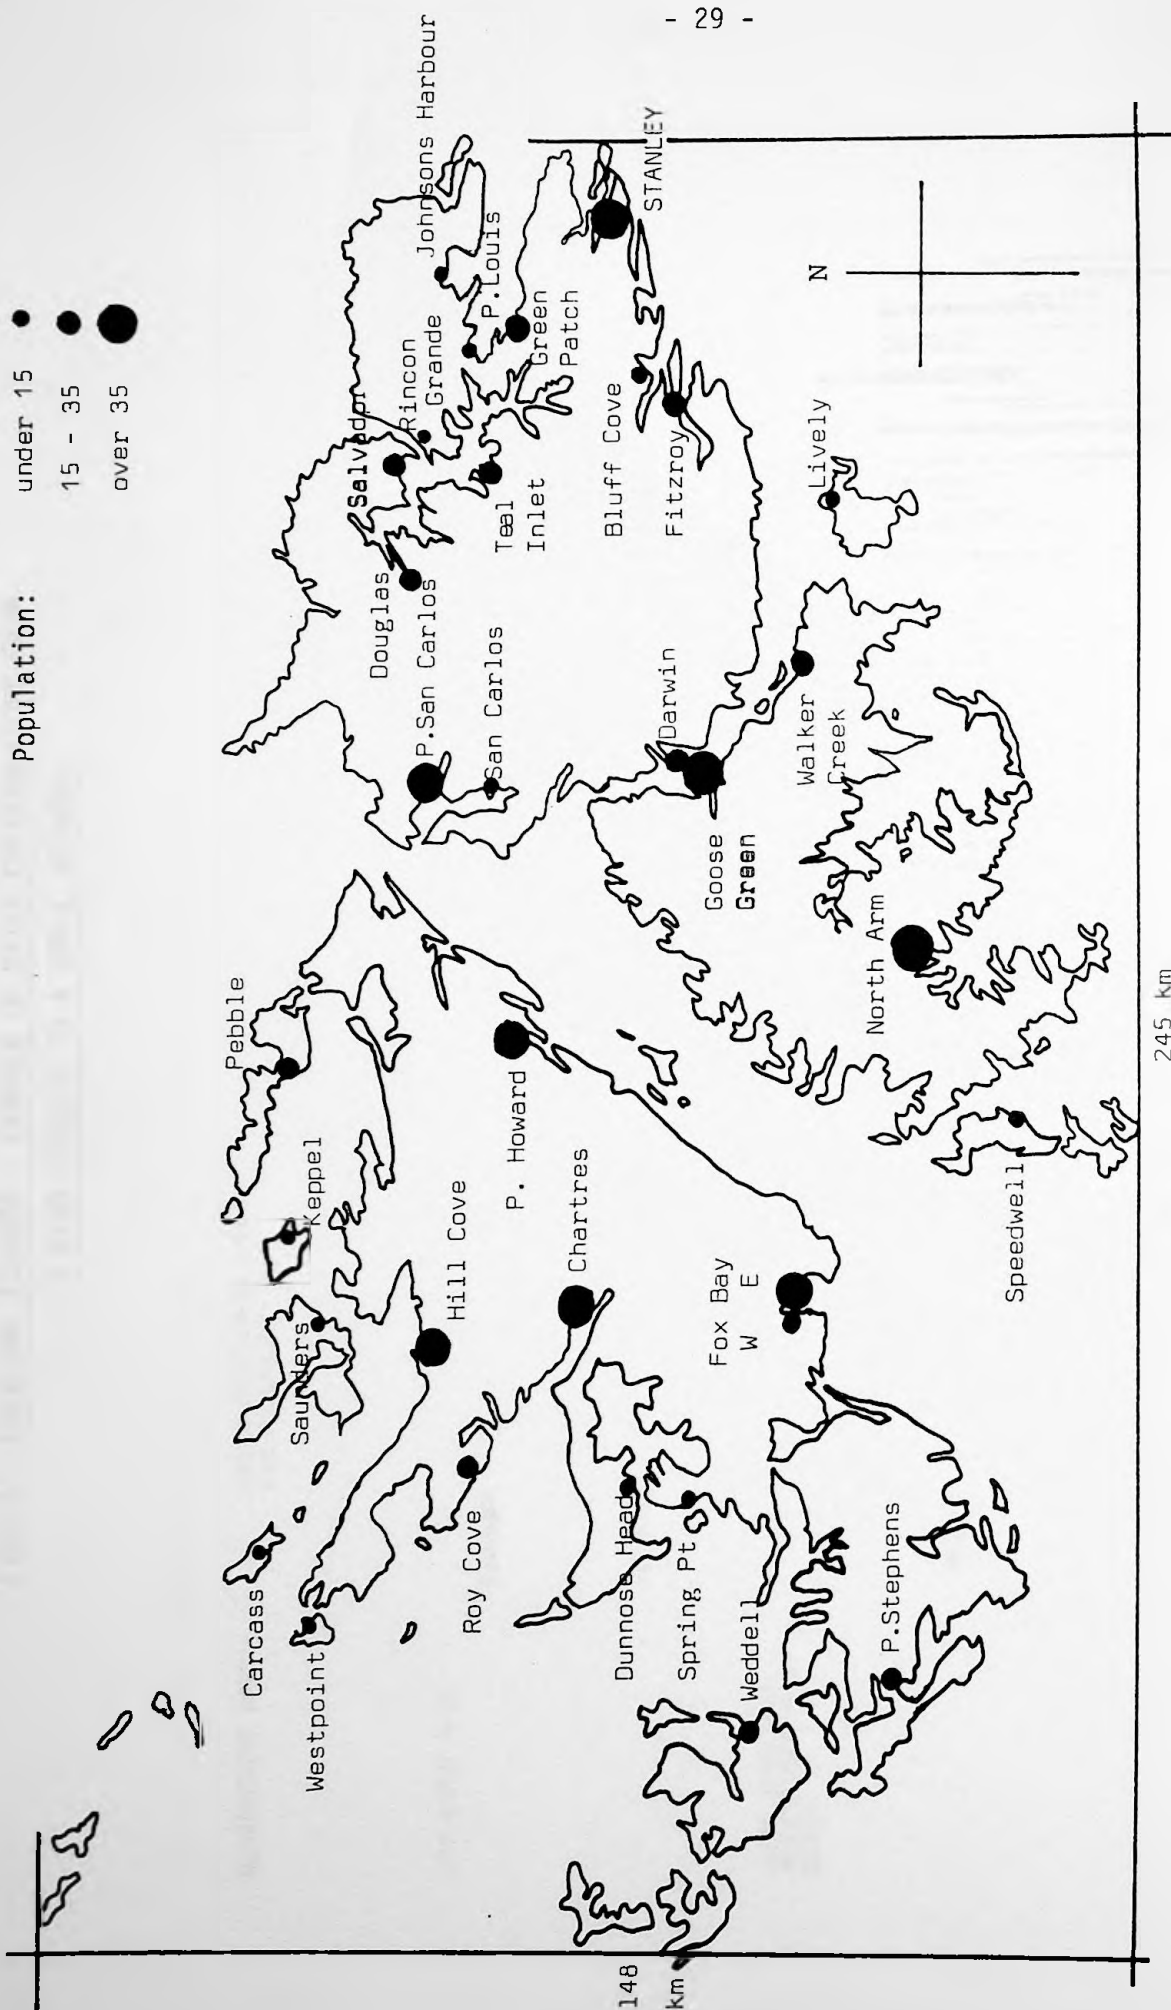 - 29 -
Population:
under 15
15 - 35
over 35
Johnsons Harbour
P.Louis
Rincon
Grande
Salvador
Green
Patch
STANLEY
Teal
Inlet
Douglas
P.San Carlos
San Carlos
Bluff Cove
Fitzroy
N
Lively
Darwin
Goose
Green
Walker
Creek
North Arm
Pebble
Keppel
Saunders
Carcass
Westpoint
Hill Cove
P. Howard
Chartres
Roy Cove
Dunnose Head
Spring Pt
Weddell
Fox Bay
W E
P.Stephens
Speedwell
245 km
148
km